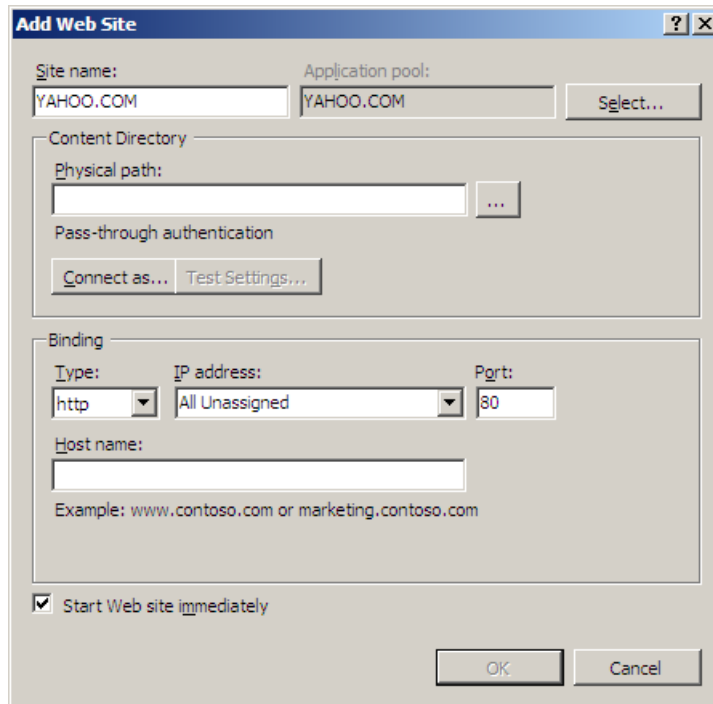 Add Web Site
Site name:
Application pool:
YAHOO.COM
YAHOO.COM
Select...
Content Directory
Physical path:
...
Pass-through authentication
Connect as...
Test Settings...
Binding
Type:
IP address:
Port:
http
All Unassigned
80
Host name:
Example: www.contoso.com or marketing.contoso.com
Start Web site immediately
OK
Cancel